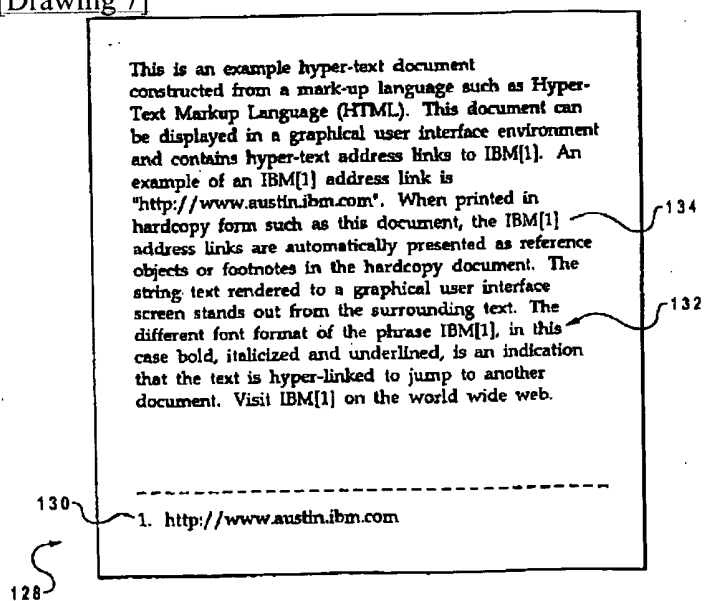 [Drawing 7]
This is an example hyper-text document
constructed from a mark-up language such as Hyper-
Text Markup Language (HTML). This document can
be displayed in a graphical user interface environment
and contains hyper-text address links to IBM[1]. An
example of an IBM[1] address link is
"http://www.austin.ibm.com". When printed in
hardcopy form such as this document, the IBM[1]
address links are automatically presented as reference
objects or footnotes in the hardcopy document. The
string text rendered to a graphical user interface
screen stands out from the surrounding text. The
different font format of the phrase IBM[1], in this
case bold, italicized and underlined, is an indication
that the text is hyper-linked to jump to another
document. Visit IBM[1] on the world wide web.
134
132
130
1. http://www.austin.ibm.com
128